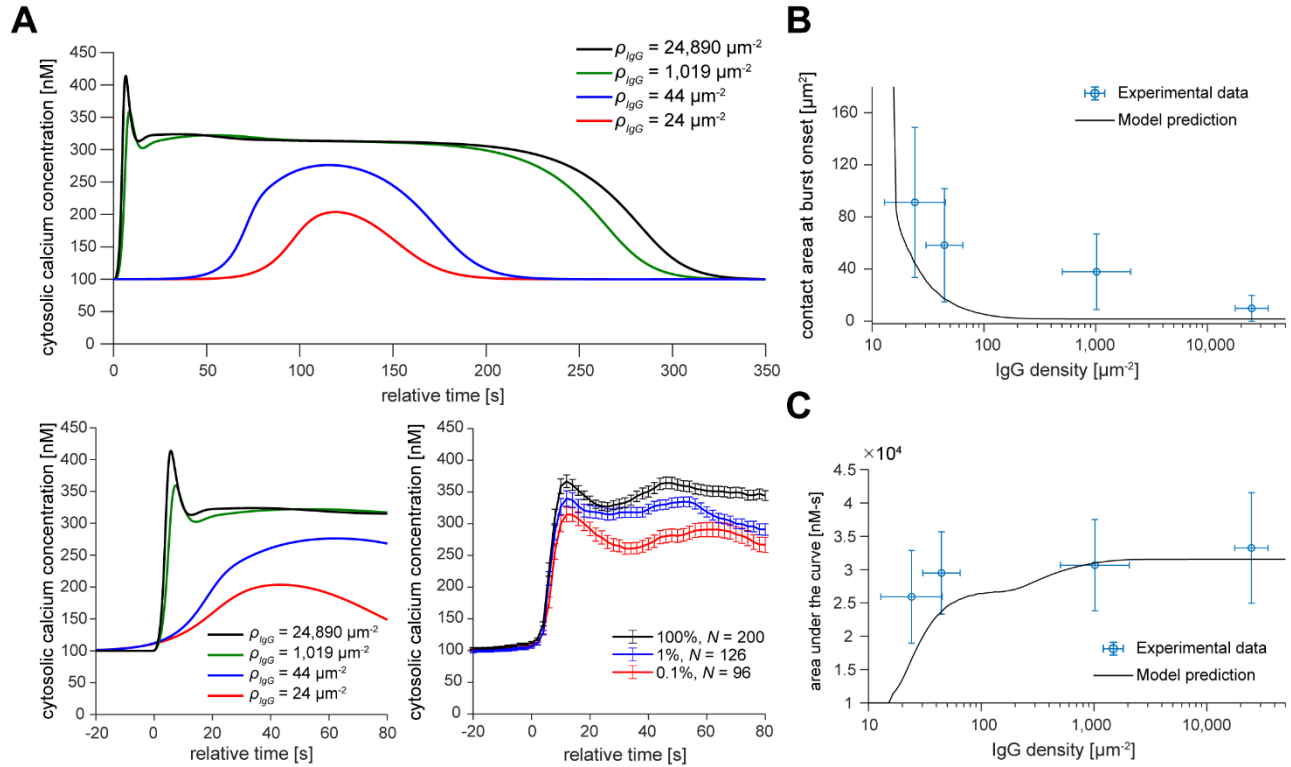 A
cytosolic calcium concentration [nM]
450
400
350
300
250
200
150
100
50
0
0
50
100
150
200
250
300
350
relative time [s]
ρIgG = 24,890 µm-2
ρIgG = 1,019 µm-2
ρIgG = 44 µm-2
ρIgG = 24 µm-2
cytosolic calcium concentration [nM]
450
400
350
300
250
200
150
100
50
0
-20
0
20
40
60
80
relative time [s]
ρIgG = 24,890 µm-2
ρIgG = 1,019 µm-2
ρIgG = 44 µm-2
ρIgG = 24 µm-2
cytosolic calcium concentration [nM]
450
400
350
300
250
200
150
100
50
0
-20
0
20
40
60
80
relative time [s]
100%, N = 200
1%, N = 126
0.1%, N = 96
B
contact area at burst onset [µm²]
160
120
80
40
0
10
100
1,000
10,000
IgG density [µm-2]
Experimental data
Model prediction
C
×10⁴
area under the curve [nM-s]
4.5
4.0
3.5
3.0
2.5
2.0
1.5
1
10
100
1,000
10,000
IgG density [µm-2]
Experimental data
Model prediction